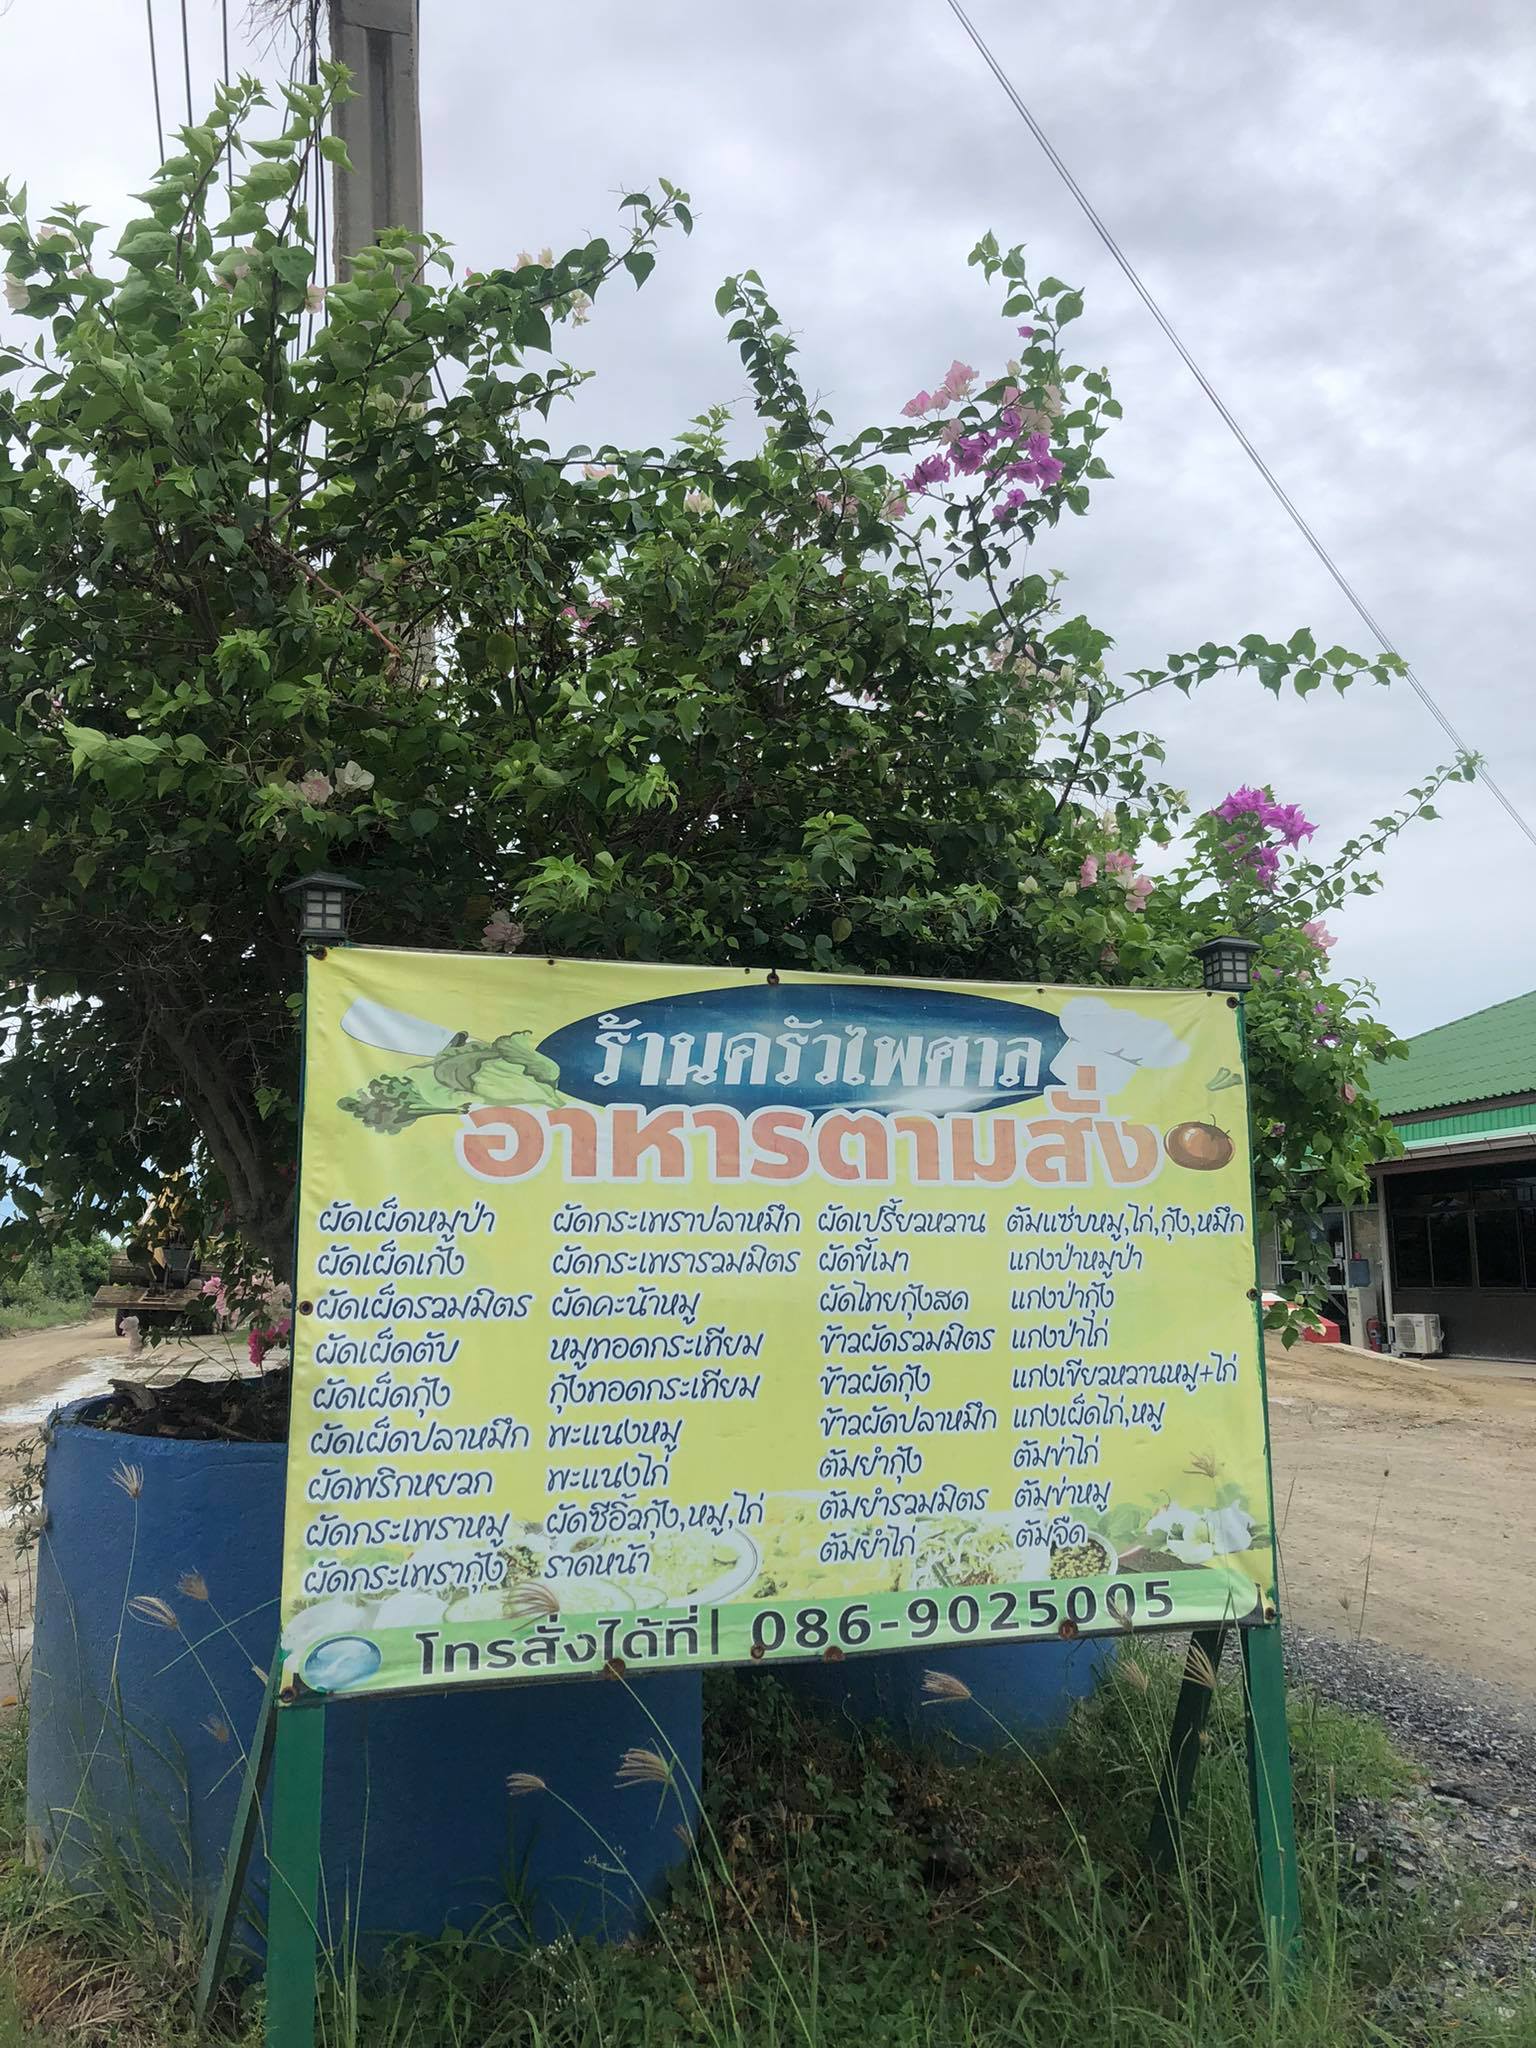 ร้านครัวไพศาล
อาหารตามสั่ง
ผัดเผ็ดหมูป่า
ผัดเผ็ดเก้ง
ผัดเผ็ดรวมมิตร
ผัดเผ็ดตับ
ผัดเผ็ดกุ้ง
ผัดเผ็ดปลาหมึก
ผัดพริกหยวก
ผัดกระเพราหมู
ผัดกระเพรากุ้ง
ผัดกระเพราปลาหมึก
ผัดกระเพรารวมมิตร
ผัดคะน้าหมู
หมูทอดกระเทียม
กุ้งทอดกระเทียม
พะแนงหมู
พะแนงไก่
ผัดซีอิ้วกุ้ง,หมู,ไก่
ราดหน้า
ผัดเปรี้ยวหวาน
ผัดขี้เมา
ผัดไทยกุ้งสด
ข้าวผัดรวมมิตร
ข้าวผัดกุ้ง
ข้าวผัดปลาหมึก
ต้มยำกุ้ง
ต้มยำรวมมิตร
ต้มยำไก่
ต้มแซ่บหมู,ไก่,กุ้ง,หมึก
แกงป่าหมูป่า
แกงป่ากุ้ง
แกงป่าไก่
แกงเขียวหวานหมู+ไก่
แกงเผ็ดไก่,หมู
ต้มข่าไก่
ต้มข่าหมู
ต้มจืด
โทรสั่งได้ที่| 086-9025005